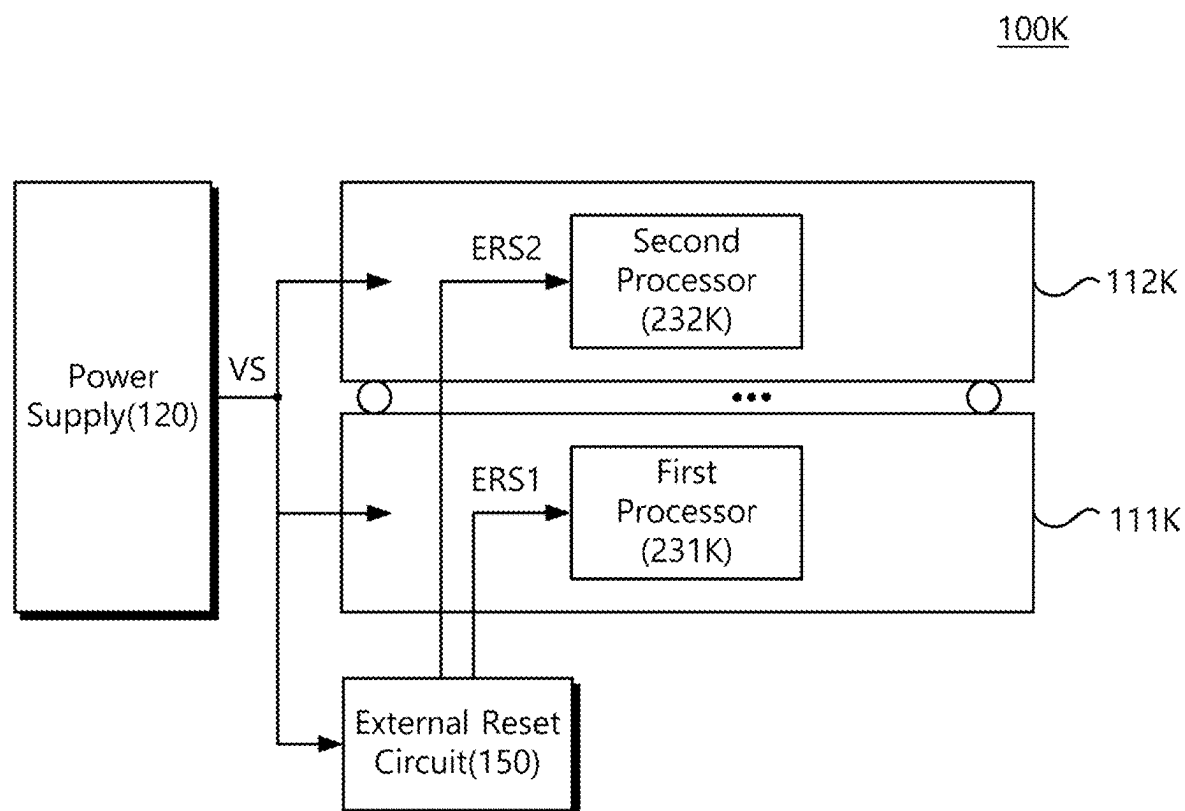 100K
ERS2
Second
Processor
(232K)
112K
Power
Supply(120)
VS
ERS1
First
Processor
(231K)
111K
External Reset
Circuit(150)